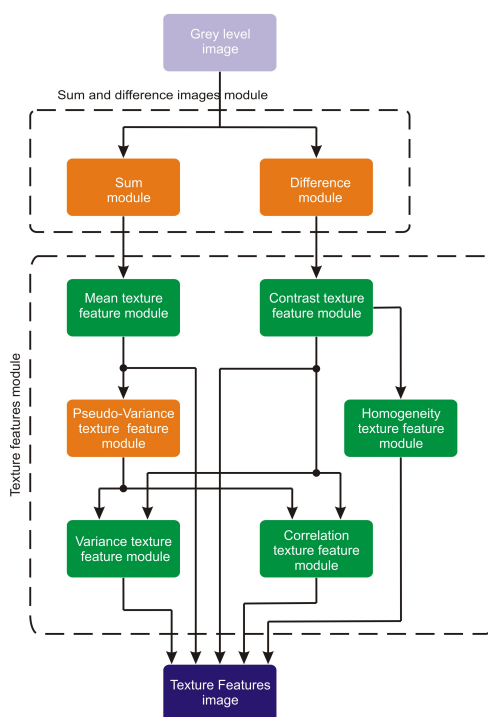 Grey level
image
Sum and difference images module
Sum
module
Difference
module
Texture features module
Mean texture
feature module
Contrast texture
feature module
Pseudo-Variance
texture feature
module
Homogeneity
texture feature
module
Variance texture
feature module
Correlation
texture feature
module
Texture Features
image